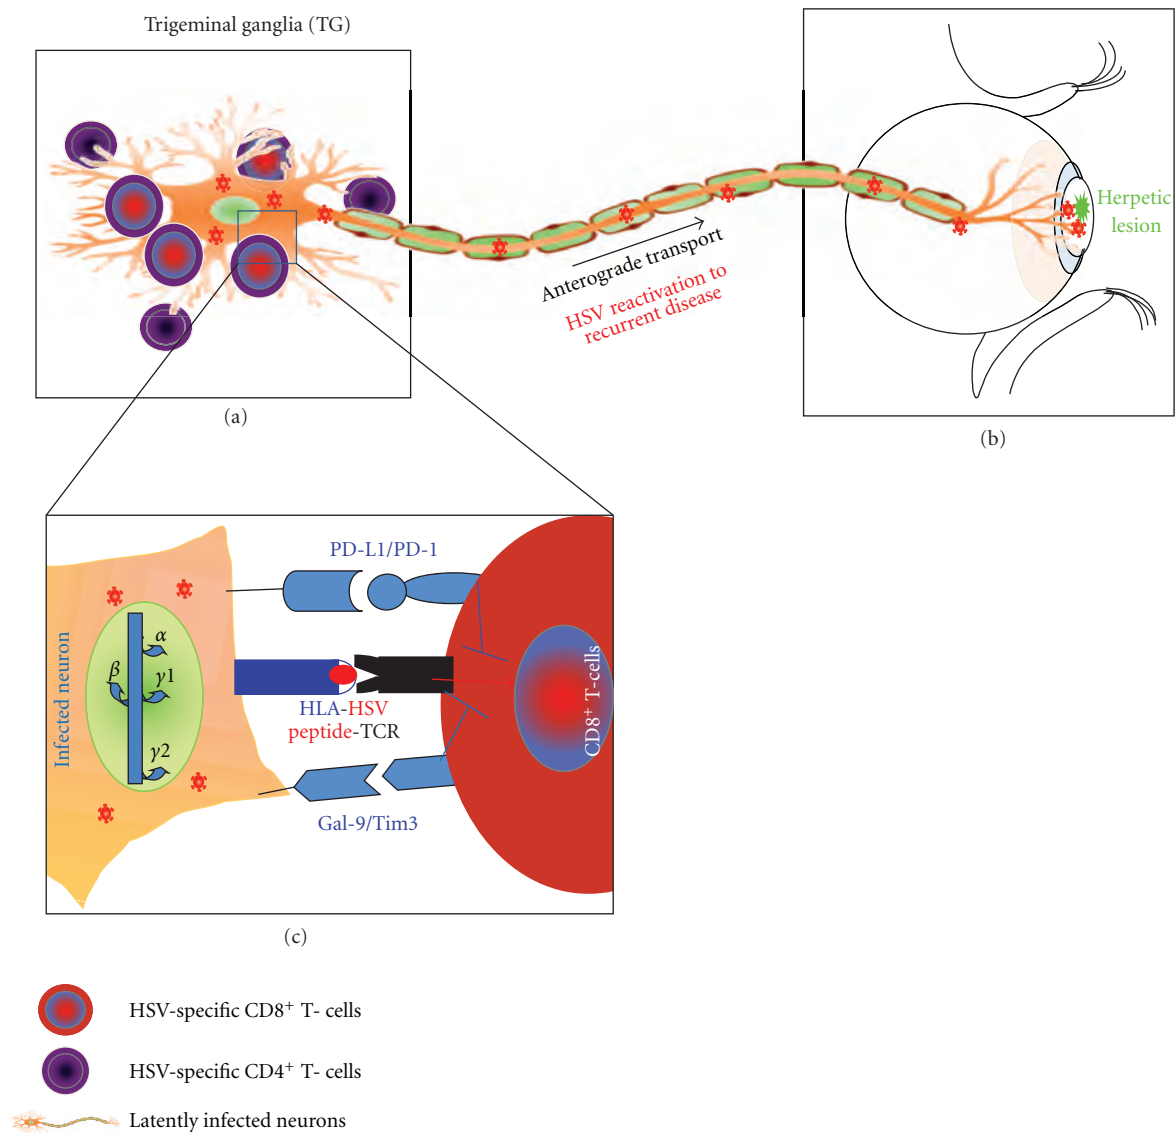 Trigeminal ganglia (TG)
Herpetic
lesion
Anterograde transport
HSV reactivation to
recurrent disease
(a)
(b)
PD-L1/PD-1
Infected neuron
α
β
γ1
γ2
HLA-HSV
peptide-TCR
CD8⁺ T-cells
Gal-9/Tim3
(c)
HSV-specific CD8⁺ T- cells
HSV-specific CD4⁺ T- cells
Latently infected neurons